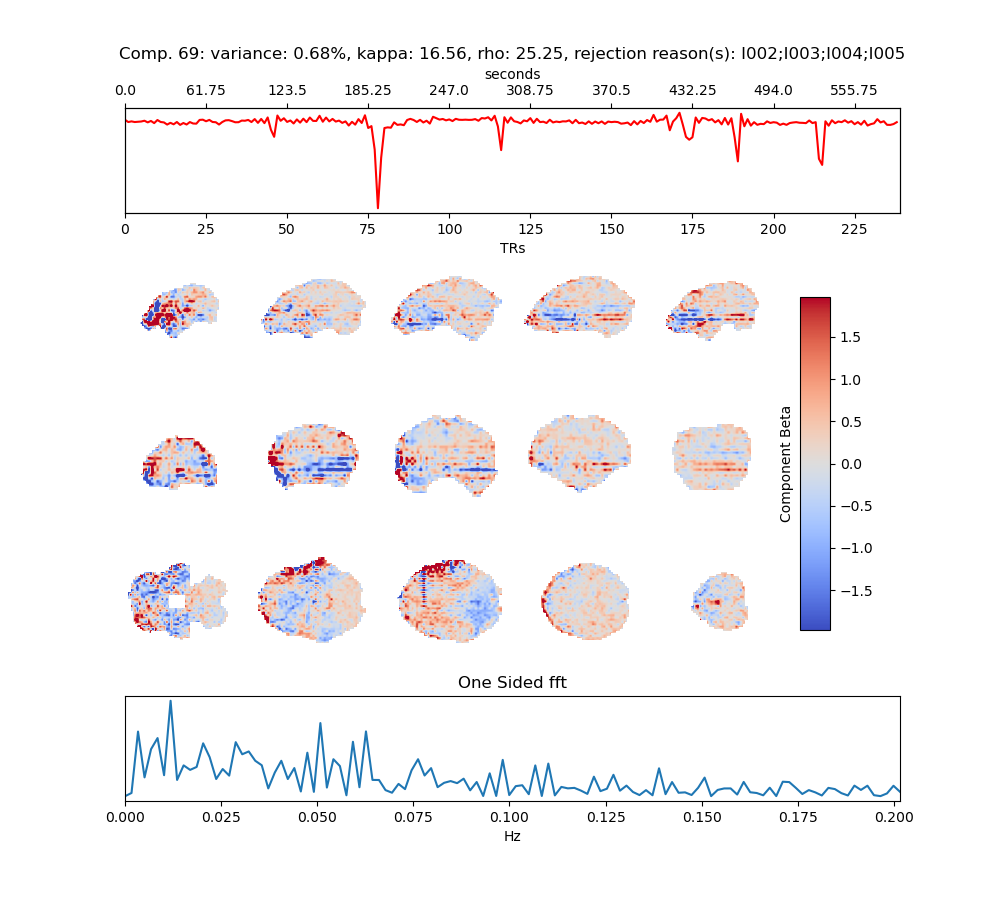 Comp. 69: variance: 0.68%, kappa: 16.56, rho: 25.25, rejection reason(s): I002;I003;I004;I005
seconds
0.0 61.75 123.5 185.25 247.0 308.75 370.5 432.25 494.0 555.75
0 25 50 75 100 125 150 175 200 225
TRs
Component Beta
1.5
1.0
0.5
0.0
−0.5
−1.0
−1.5
One Sided fft
0.000 0.025 0.050 0.075 0.100 0.125 0.150 0.175 0.200
Hz